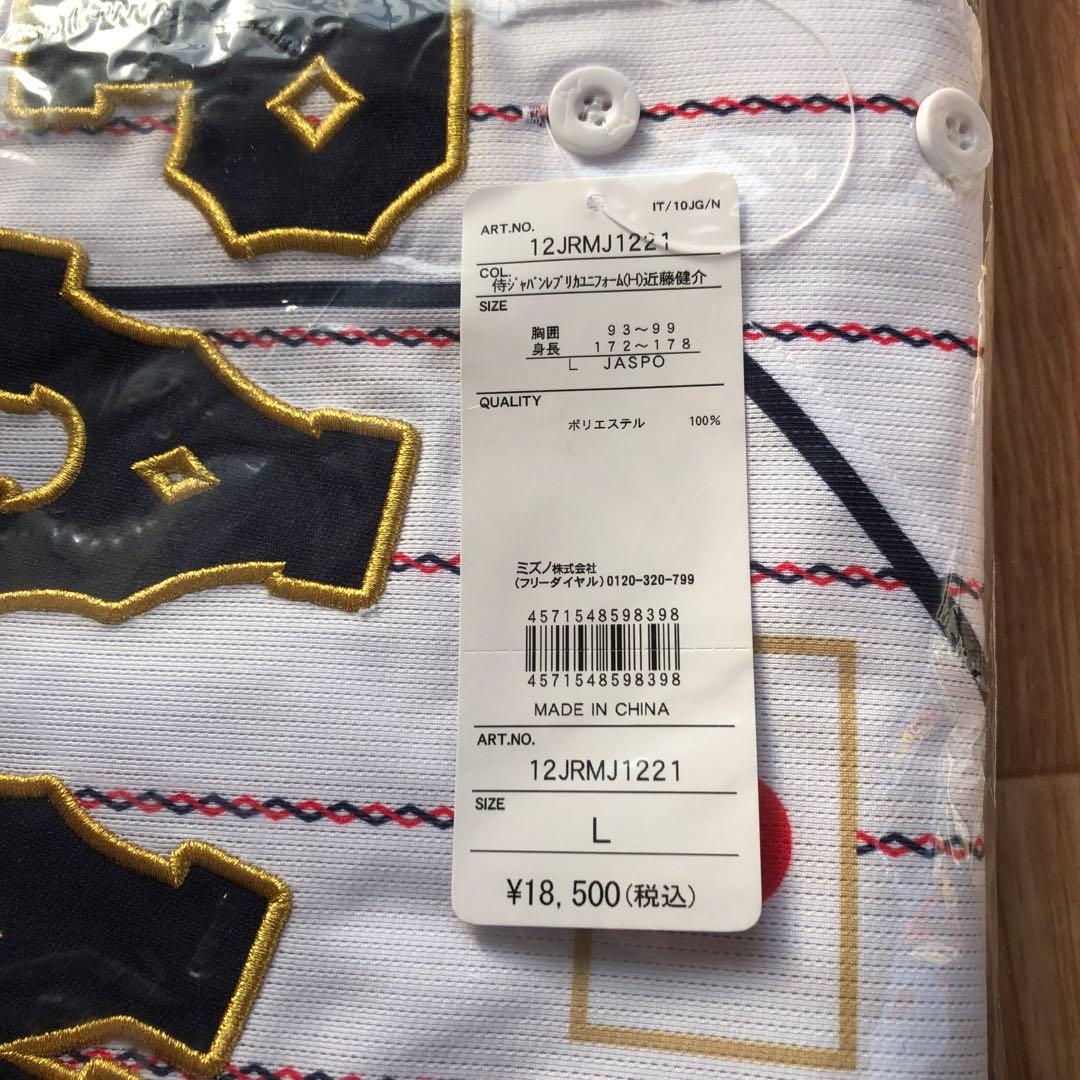 IT/10JG/N
ART.NO.
12JRMJ1221
COL.
侍ｼﾞｬﾊﾟﾝﾚﾌﾟﾘｶﾕﾆﾌｫｰﾑ(H)近藤健介
SIZE
胸囲 93～99
身長 172～178
L JASPO
QUALITY
ポリエステル 100%
ミズノ株式会社
(フリーダイヤル)0120-320-799
4571548598398
4571548598398
MADE IN CHINA
ART.NO.
12JRMJ1221
SIZE
L
¥18,500(税込)